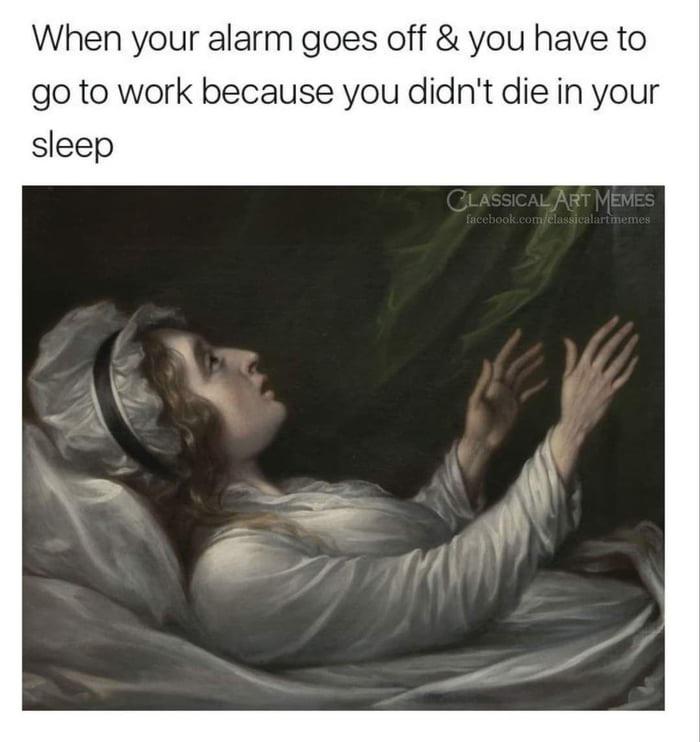 When your alarm goes off & you have to
go to work because you didn't die in your
sleep
CLASSICAL ART MEMES
facebook.com/classicalartmemes